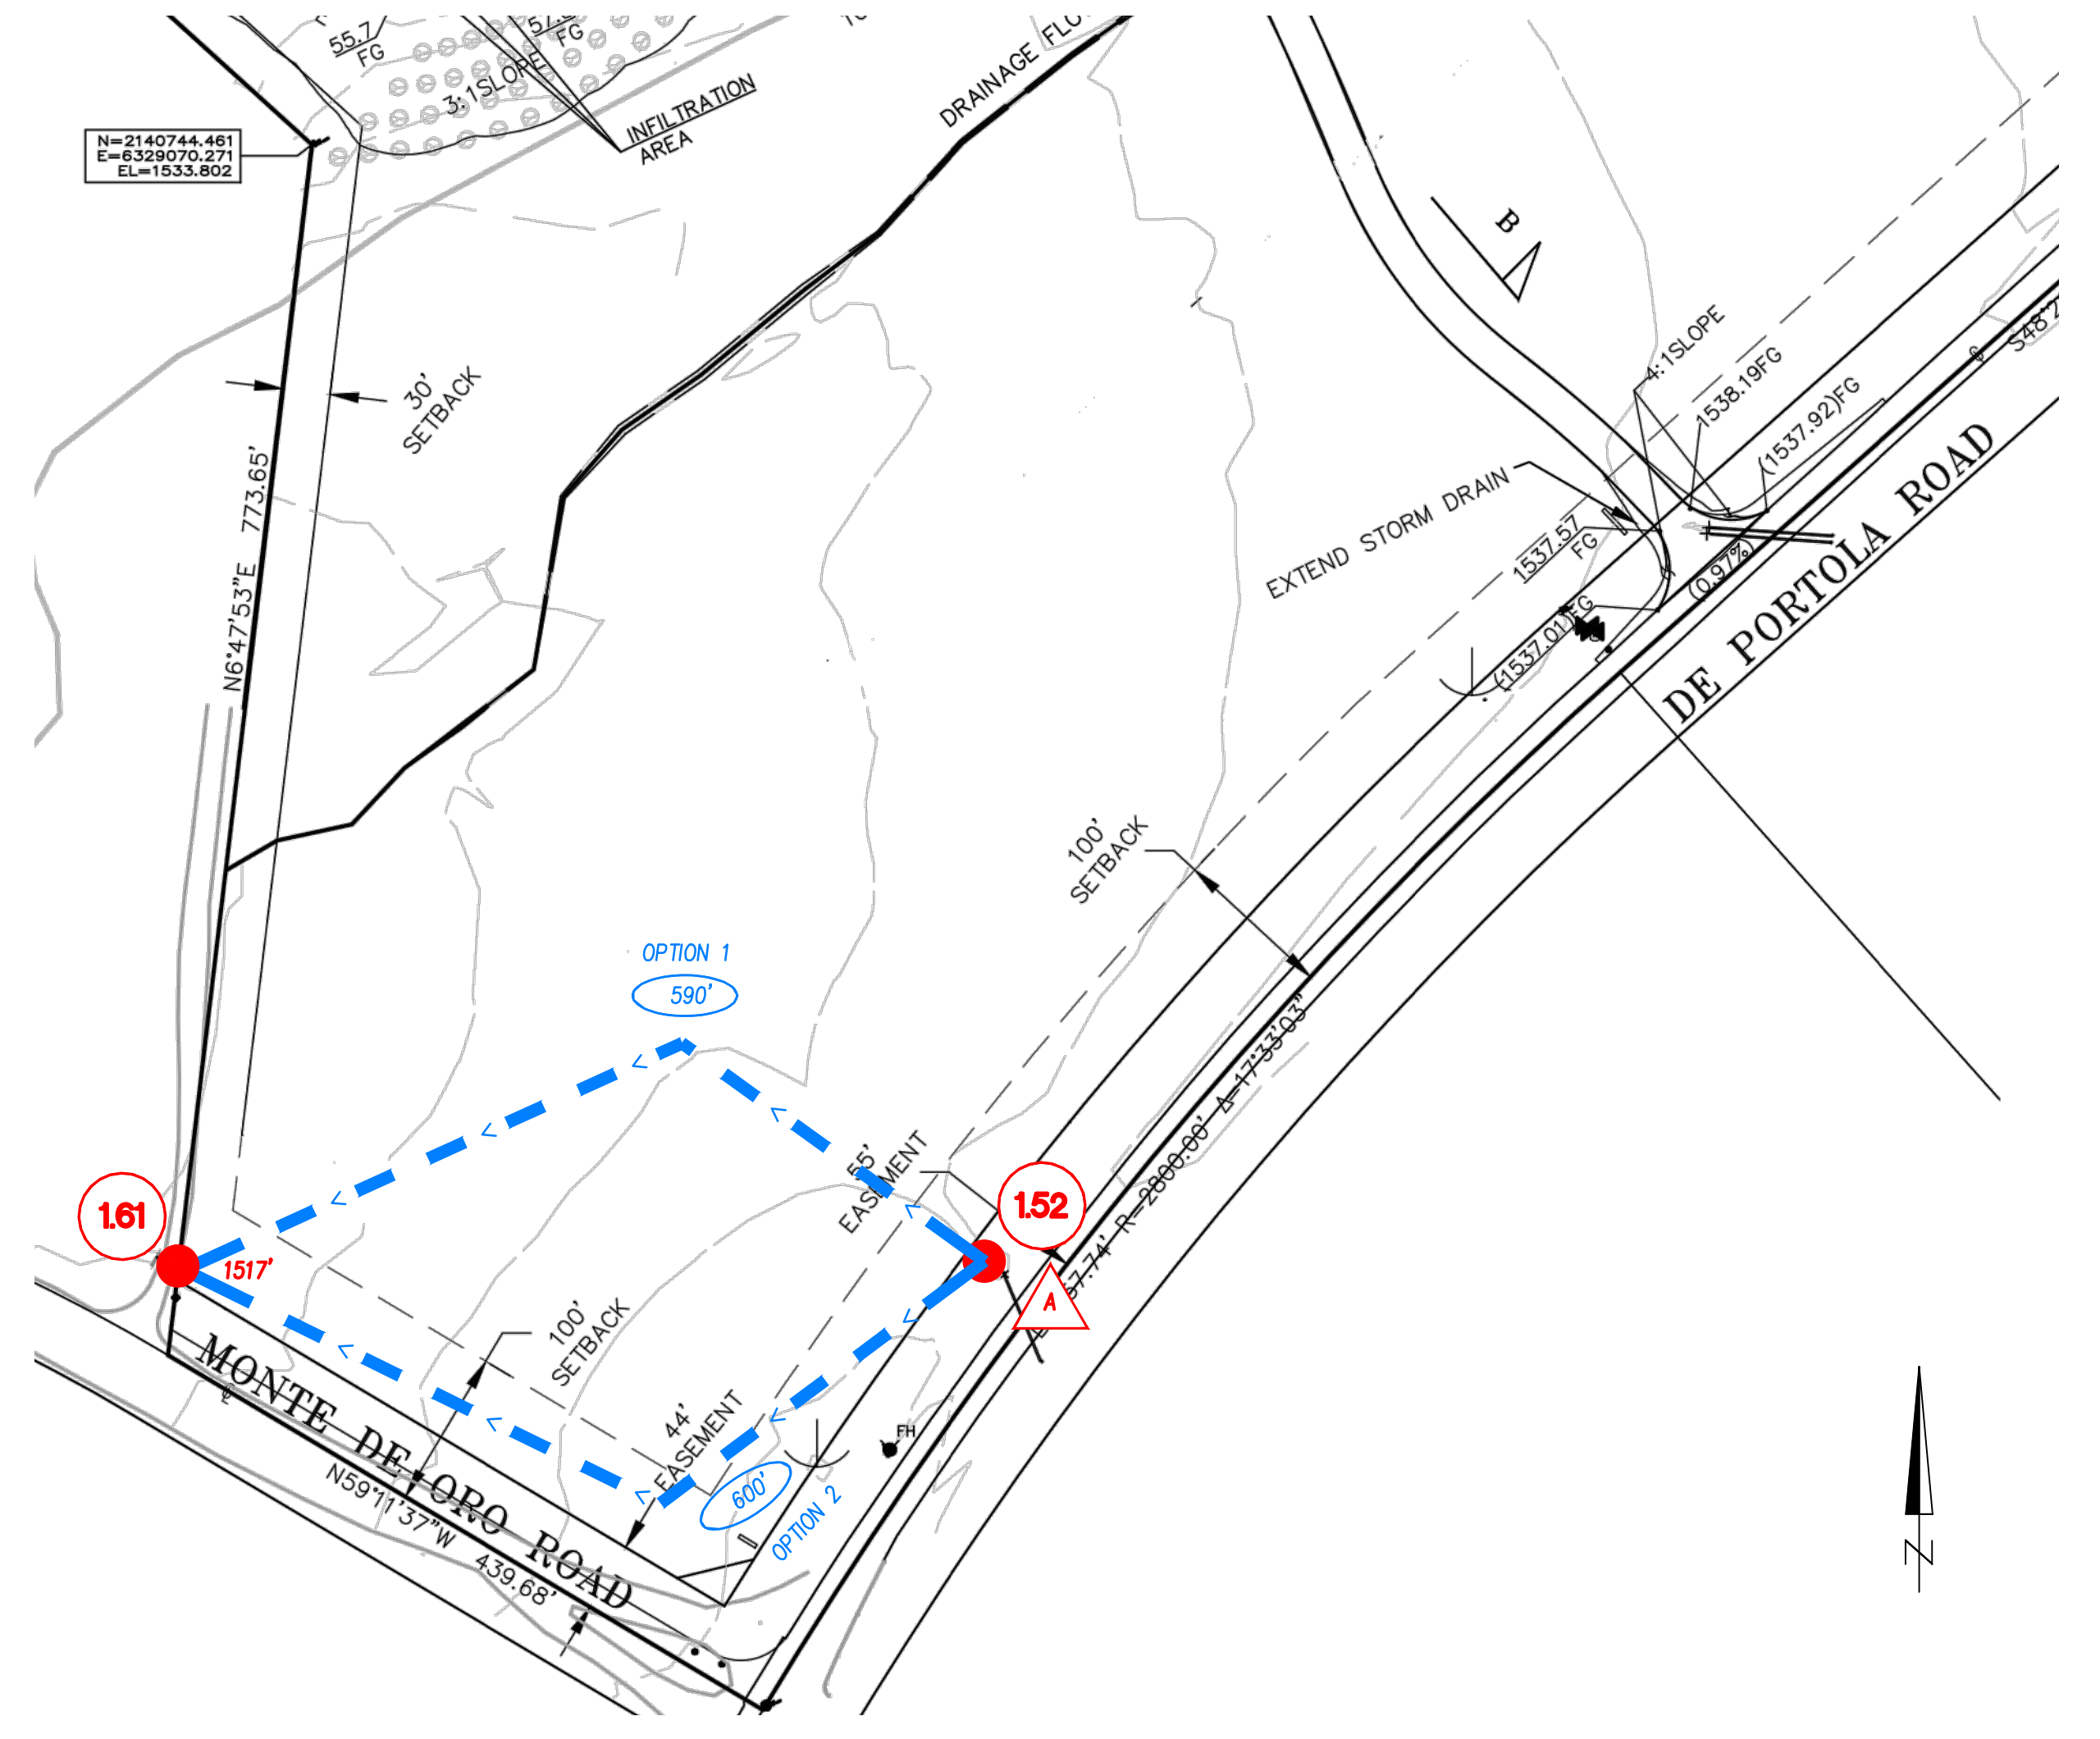 55.7
FG
FG
3:1SLOPE
INFILTRATION
AREA
DRAINAGE
N=2140744.461
E=6329070.271
EL=1533.802
B
30'
SETBACK
4:1SLOPE
1538.19FG
(1537.92)FG
℄
N6°47'53"E 773.65'
EXTEND STORM DRAIN
1537.57
FG
(0.97%)
(1537.01)FG
DE PORTOLA ROAD
100'
SETBACK
OPTION 1
590'
Δ=17°33'03"
R=2800.00'
55'
EASEMENT
1.61
1.52
1517'
A
100'
SETBACK
44'
EASEMENT
FH
600'
OPTION 2
MONTE DE ORO ROAD
℄
N59°11'37"W 439.68'
N